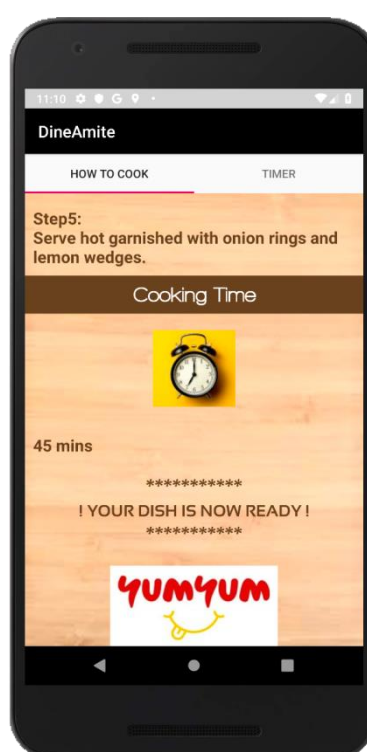 11:10
DineAmite
HOW TO COOK
TIMER
Step5:
Serve hot garnished with onion rings and
lemon wedges.
Cooking Time
45 mins
***********
! YOUR DISH IS NOW READY !
***********
YUMYUM